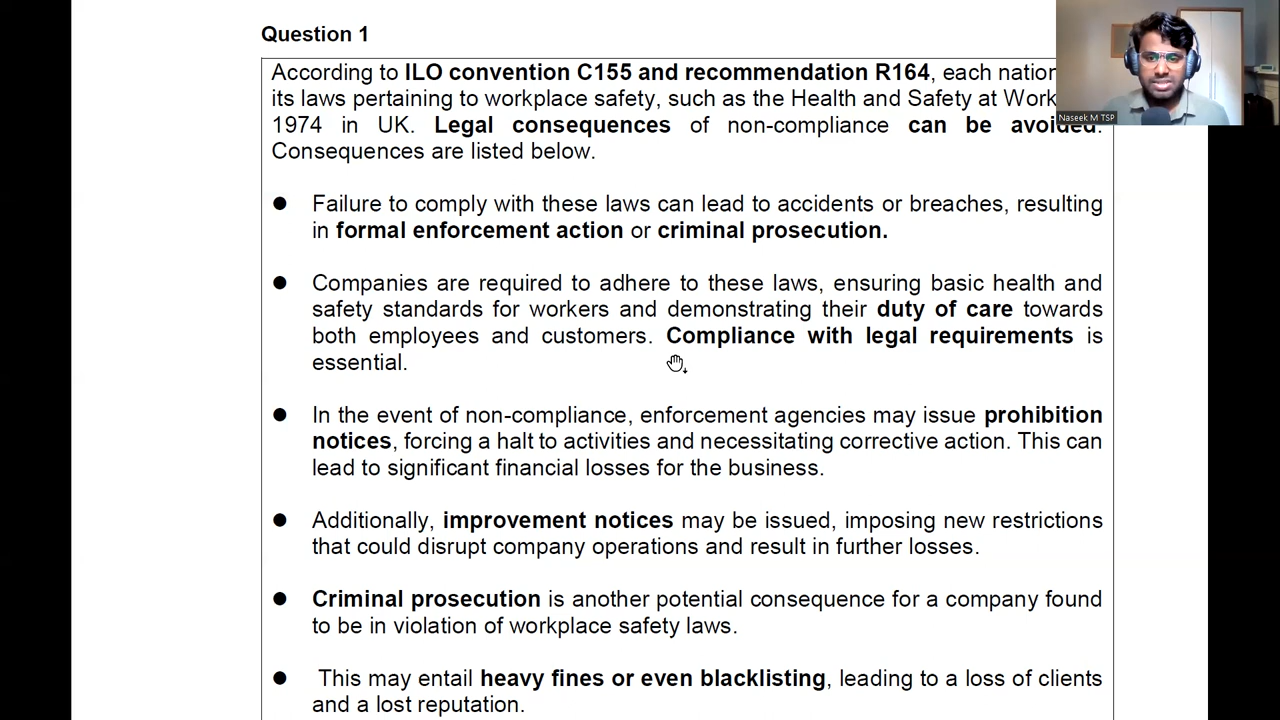 Question 1
According to ILO convention C155 and recommendation R164, each nation
its laws pertaining to workplace safety, such as the Health and Safety at Work
1974 in UK. Legal consequences of non-compliance can be avoided.
Consequences are listed below.
● Failure to comply with these laws can lead to accidents or breaches, resulting
in formal enforcement action or criminal prosecution.
● Companies are required to adhere to these laws, ensuring basic health and
safety standards for workers and demonstrating their duty of care towards
both employees and customers. Compliance with legal requirements is
essential.
● In the event of non-compliance, enforcement agencies may issue prohibition
notices, forcing a halt to activities and necessitating corrective action. This can
lead to significant financial losses for the business.
● Additionally, improvement notices may be issued, imposing new restrictions
that could disrupt company operations and result in further losses.
● Criminal prosecution is another potential consequence for a company found
to be in violation of workplace safety laws.
● This may entail heavy fines or even blacklisting, leading to a loss of clients
and a lost reputation.
Naseek M TSP